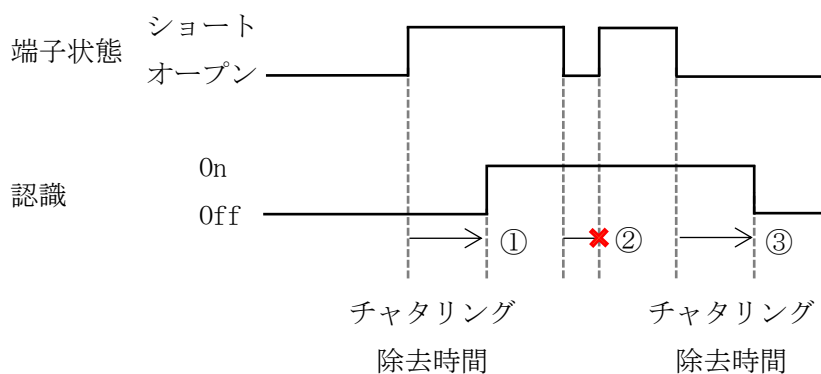 ショート
端子状態
オープン
On
認識
Off
① ② ③
チャタリング チャタリング
除去時間 除去時間